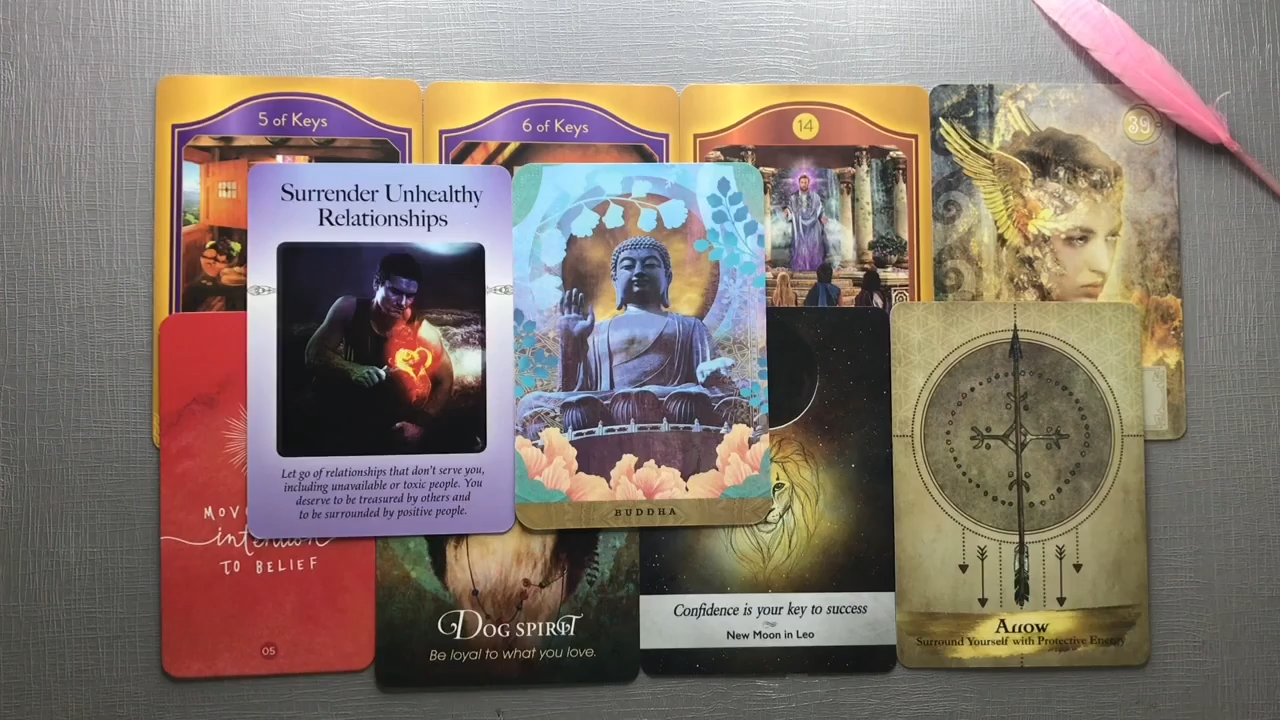 5 of Keys
6 of Keys
14
39
Surrender Unhealthy
Relationships
Let go of relationships that don't serve you,
including unavailable or toxic people. You
deserve to be treasured by others and
to be surrounded by positive people.
BUDDHA
TO BELIEF
05
DOG SPIRIT
Be loyal to what you love.
Confidence is your key to success
New Moon in Leo
Arrow
Surround Yourself with Protective Energy